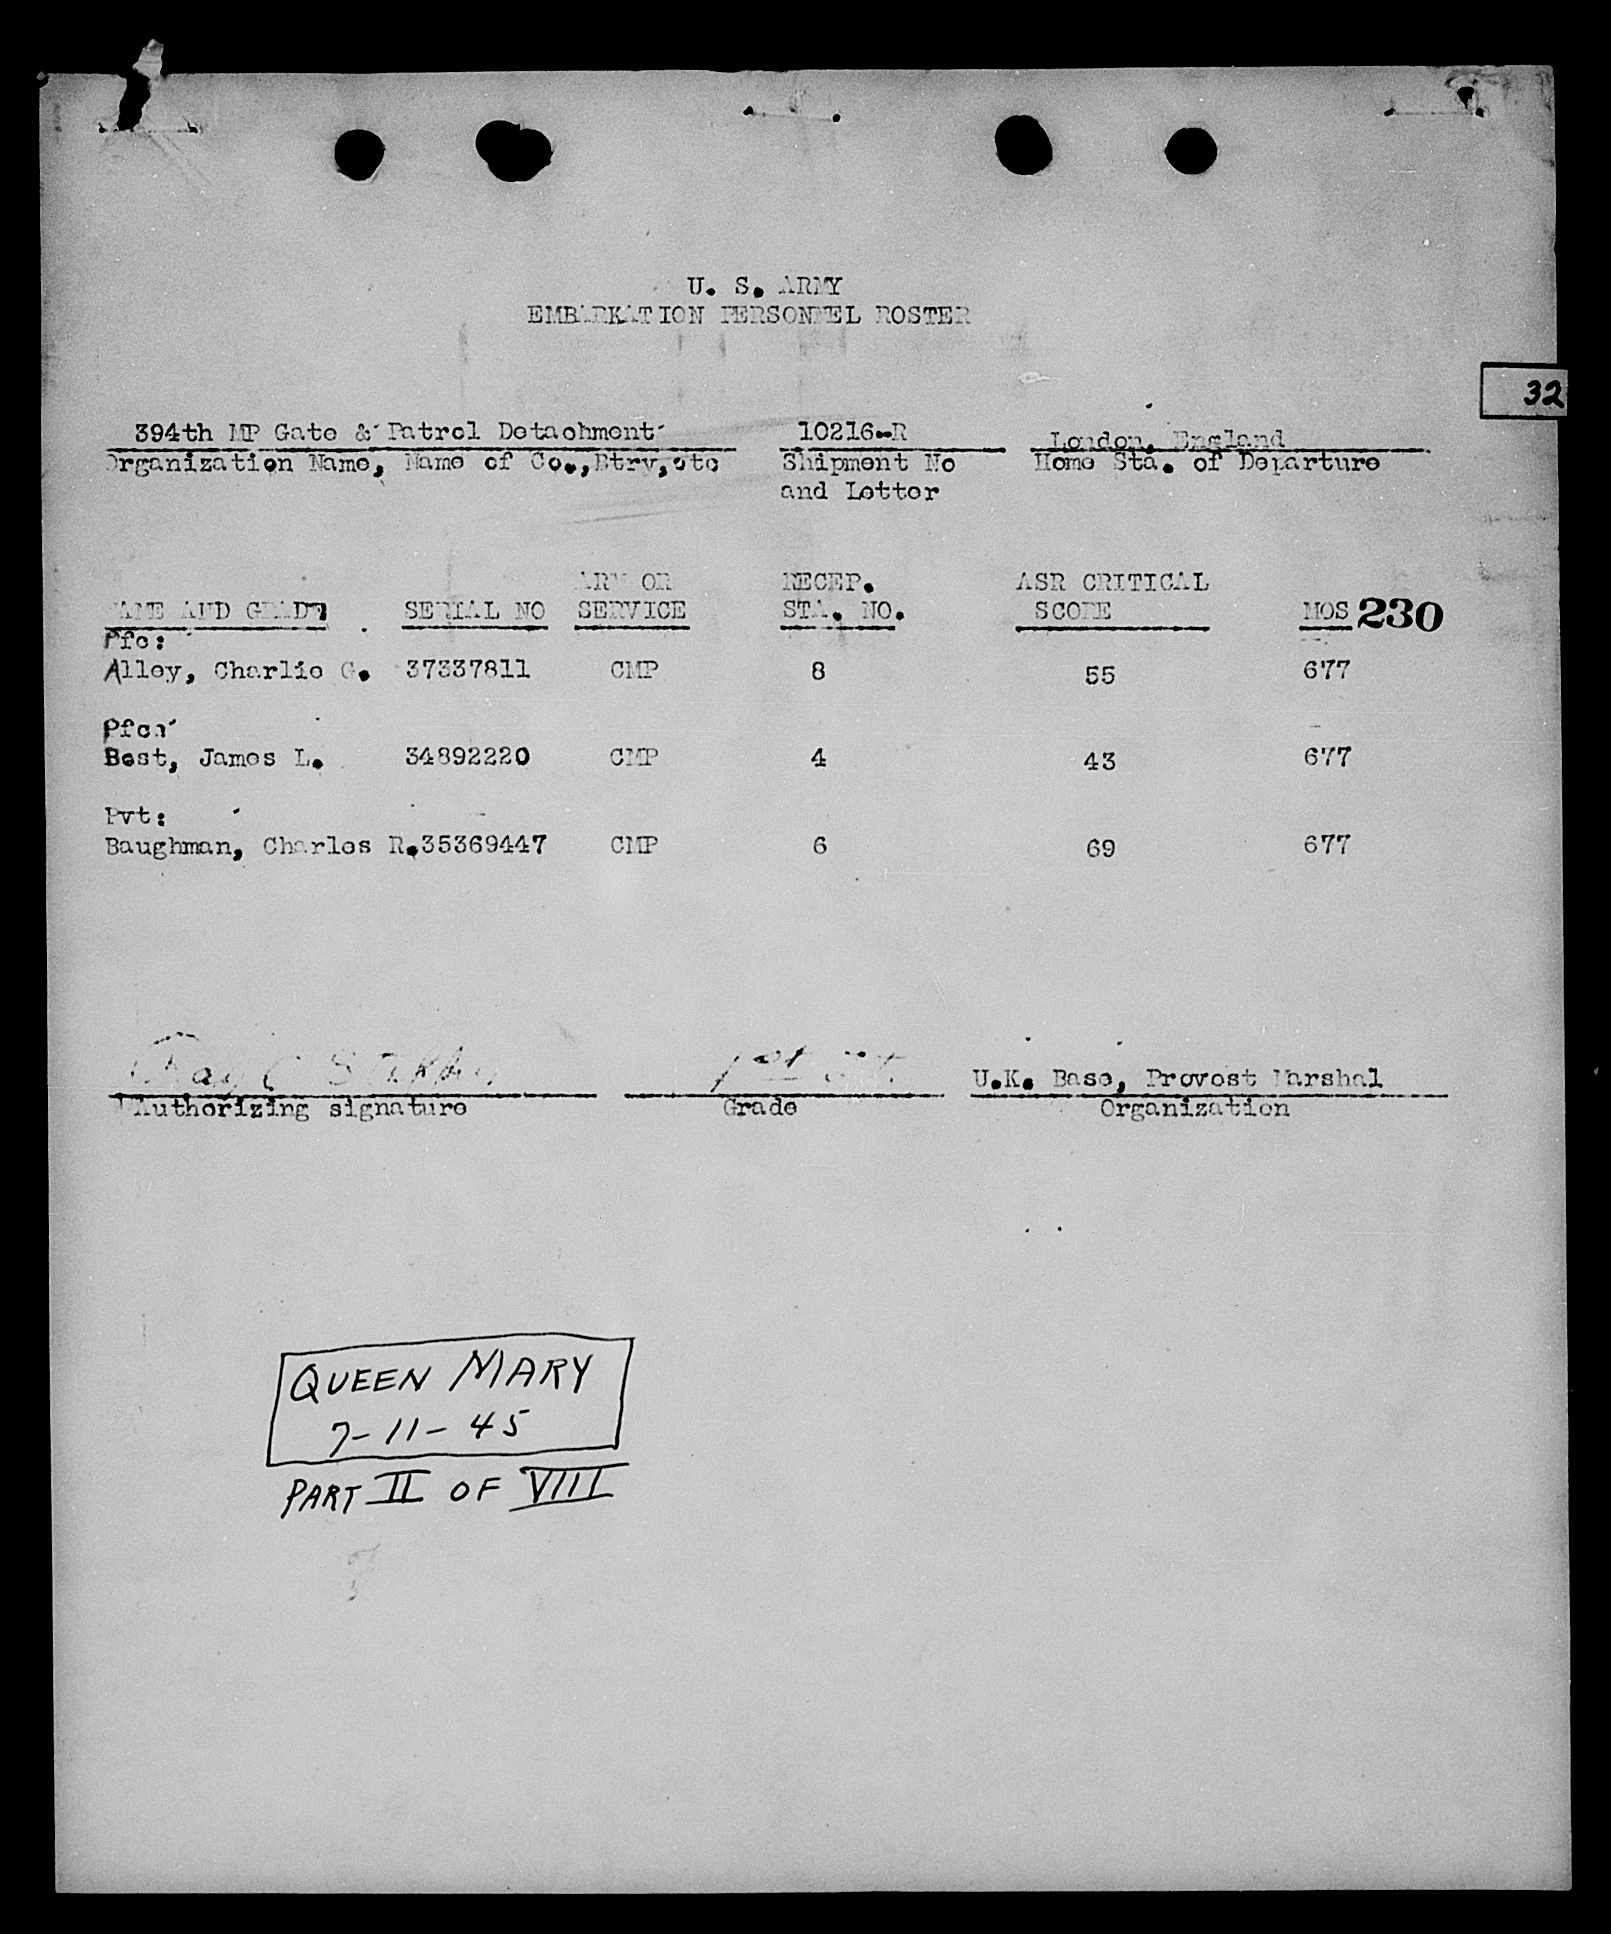 U. S. ARMY
EMBARKATION PERSONNEL ROSTER
32
394th MP Gate & Patrol Detachment 10216-R London, England
Organization Name, Name of Co., Btry, etc Shipment No Home Sta. of Departure
and Letter
ARM OR RECEP. ASR CRITICAL
NAME AND GRADE SERIAL NO SERVICE STA. NO. SCORE MOS 230
Pfc:
Alley, Charlie G. 37337811 CMP 8 55 677
Pfc:
Best, James L. 34892220 CMP 4 43 677
Pvt:
Baughman, Charles R. 35369447 CMP 6 69 677
Ray C 1st Lt. U.K. Base, Provost Marshal
Authorizing signature Grade Organization
QUEEN MARY
7-11-45
PART II OF VIII